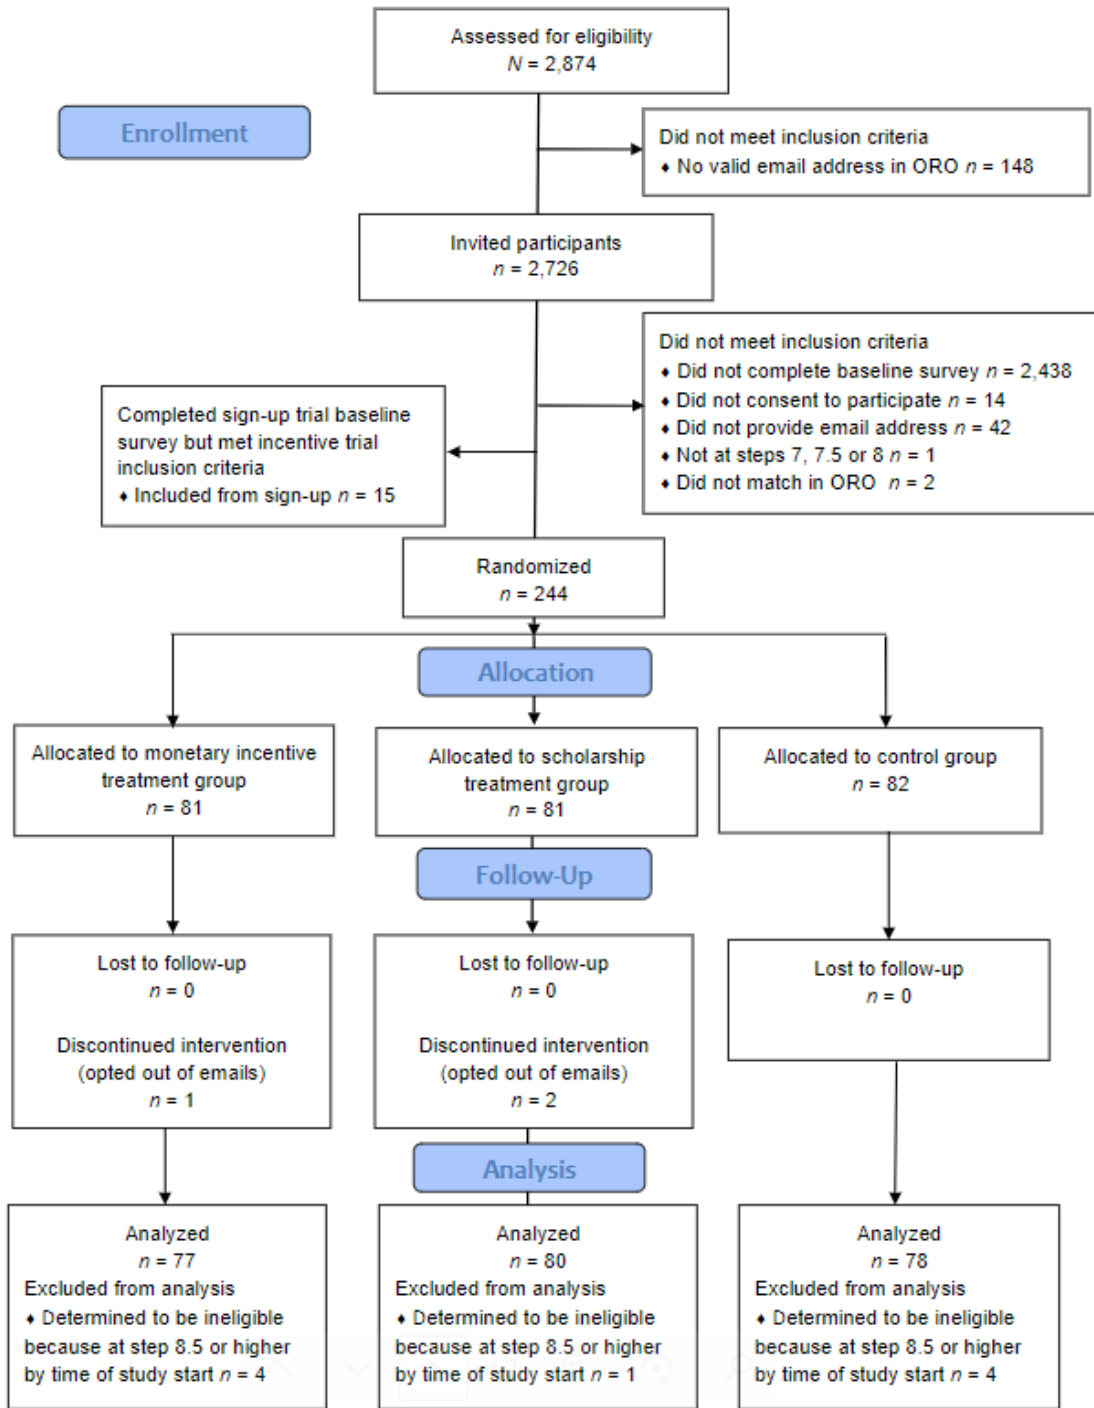 Assessed for eligibility
N = 2,874
Enrollment
Did not meet inclusion criteria
♦ No valid email address in ORO n = 148
Invited participants
n = 2,726
Did not meet inclusion criteria
♦ Did not complete baseline survey n = 2,438
♦ Did not consent to participate n = 14
♦ Did not provide email address n = 42
♦ Not at steps 7, 7.5 or 8 n = 1
♦ Did not match in ORO n = 2
Completed sign-up trial baseline
survey but met incentive trial
inclusion criteria
♦ Included from sign-up n = 15
Randomized
n = 244
Allocation
Allocated to monetary incentive
treatment group
n = 81
Allocated to scholarship
treatment group
n = 81
Allocated to control group
n = 82
Follow-Up
Lost to follow-up
n = 0
Discontinued intervention
(opted out of emails)
n = 1
Lost to follow-up
n = 0
Discontinued intervention
(opted out of emails)
n = 2
Lost to follow-up
n = 0
Analysis
Analyzed
n = 77
Excluded from analysis
♦ Determined to be ineligible
because at step 8.5 or higher
by time of study start n = 4
Analyzed
n = 80
Excluded from analysis
♦ Determined to be ineligible
because at step 8.5 or higher
by time of study start n = 1
Analyzed
n = 78
Excluded from analysis
♦ Determined to be ineligible
because at step 8.5 or higher
by time of study start n = 4